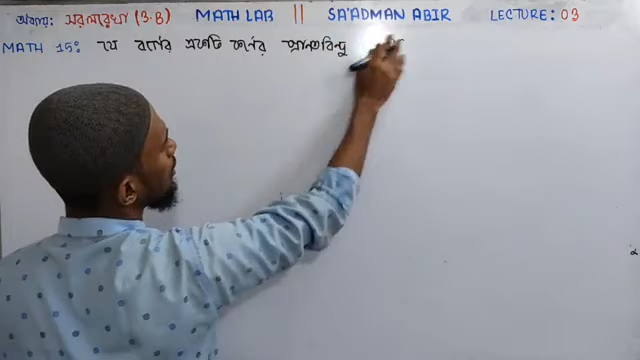 অধ্যায়: সরলরেখা (3.B) MATH LAB || SA'ADMAN ABIR LECTURE: 03
MATH 15: যে বর্গের একটি কর্ণের প্রান্তবিন্দু